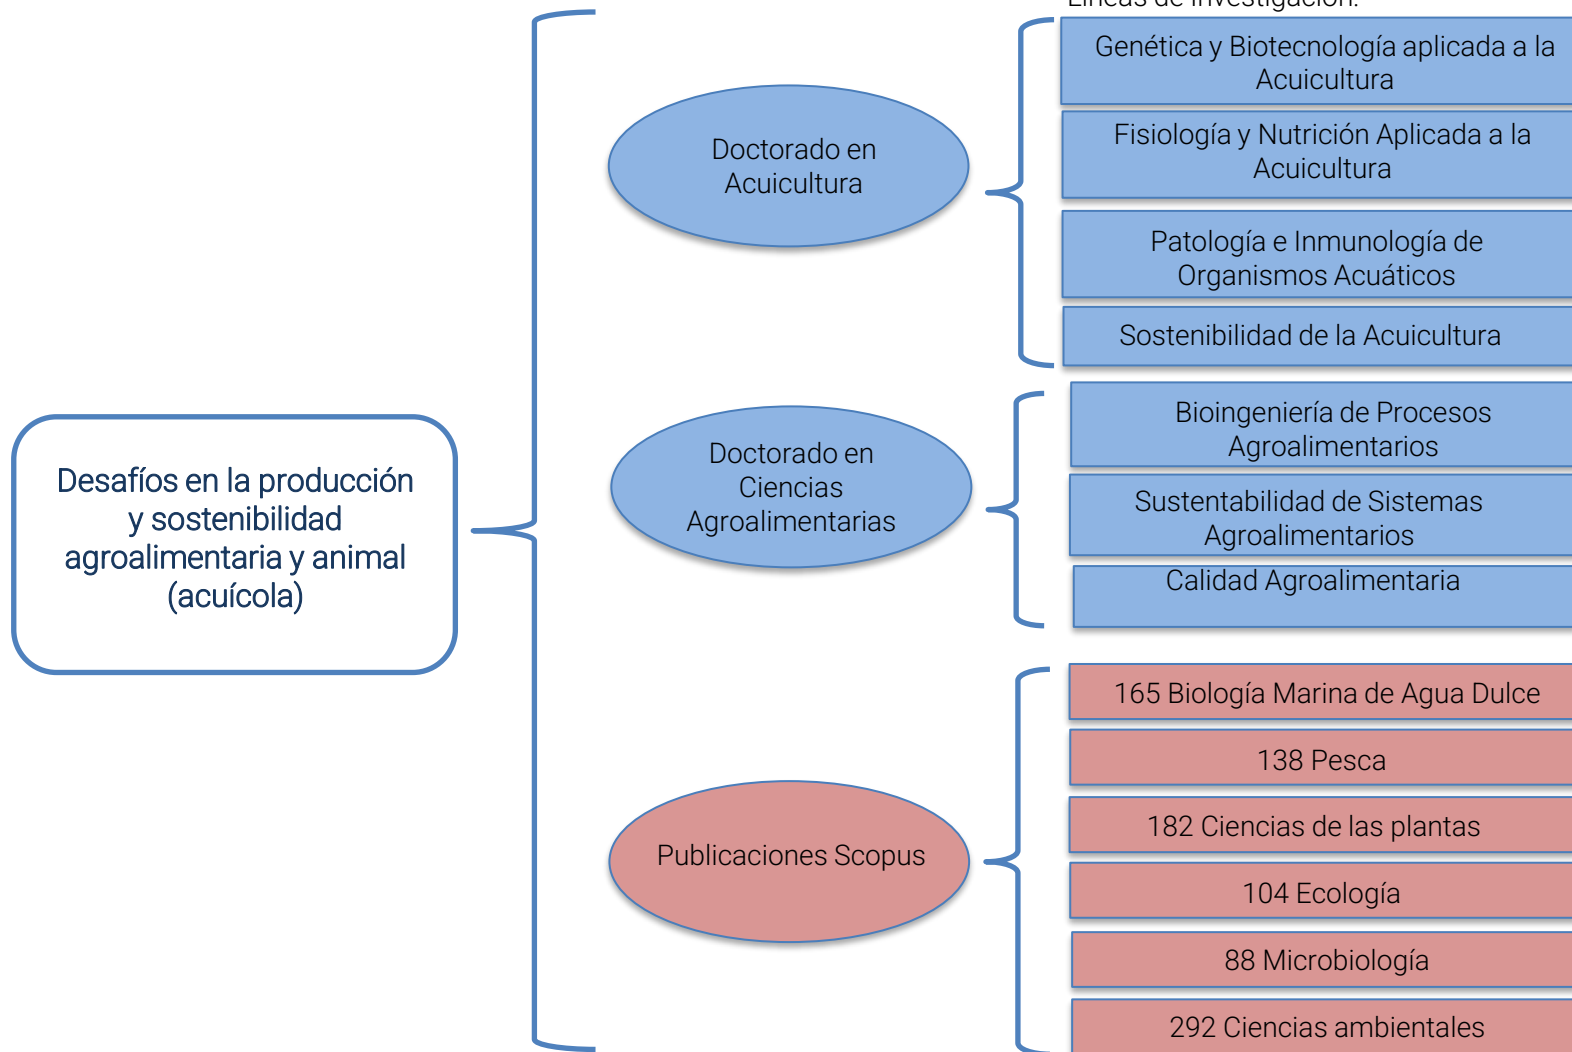 Líneas de Investigación:
Genética y Biotecnología aplicada a la
Acuicultura
Fisiología y Nutrición Aplicada a la
Acuicultura
Doctorado en
Acuicultura
Patología e Inmunología de
Organismos Acuáticos
Sostenibilidad de la Acuicultura
Bioingeniería de Procesos
Agroalimentarios
Doctorado en
Ciencias
Agroalimentarias
Sustentabilidad de Sistemas
Agroalimentarios
Calidad Agroalimentaria
Desafíos en la producción
y sostenibilidad
agroalimentaria y animal
(acuícola)
165 Biología Marina de Agua Dulce
138 Pesca
182 Ciencias de las plantas
Publicaciones Scopus
104 Ecología
88 Microbiología
292 Ciencias ambientales